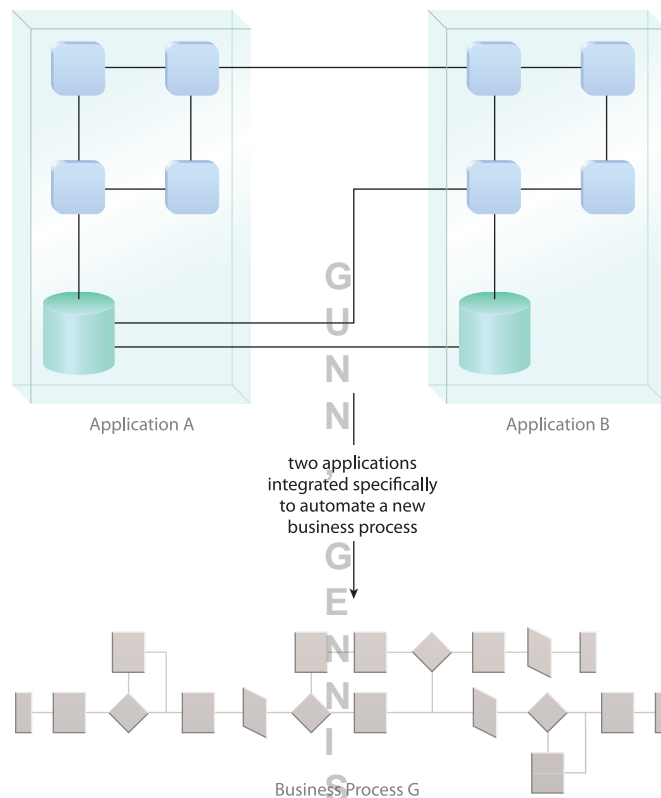 Application A
Application B
two applications
integrated specifically
to automate a new
business process
Business Process G
GUNN, GENNIS